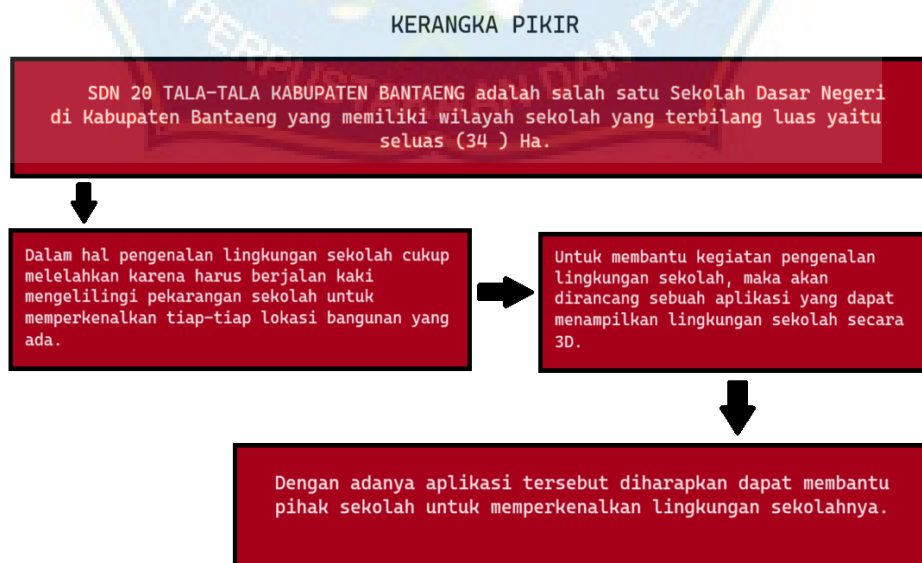 KERANGKA PIKIR
PERPUSTAKAAN DAN PE
SDN 20 TALA-TALA KABUPATEN BANTAENG adalah salah satu Sekolah Dasar Negeri
di Kabupaten Bantaeng yang memiliki wilayah sekolah yang terbilang luas yaitu
seluas (34 ) Ha.
Dalam hal pengenalan lingkungan sekolah cukup
melelahkan karena harus berjalan kaki
mengelilingi pekarangan sekolah untuk
memperkenalkan tiap-tiap lokasi bangunan yang
ada.
Untuk membantu kegiatan pengenalan
lingkungan sekolah, maka akan
dirancang sebuah aplikasi yang dapat
menampilkan lingkungan sekolah secara
3D.
Dengan adanya aplikasi tersebut diharapkan dapat membantu
pihak sekolah untuk memperkenalkan lingkungan sekolahnya.